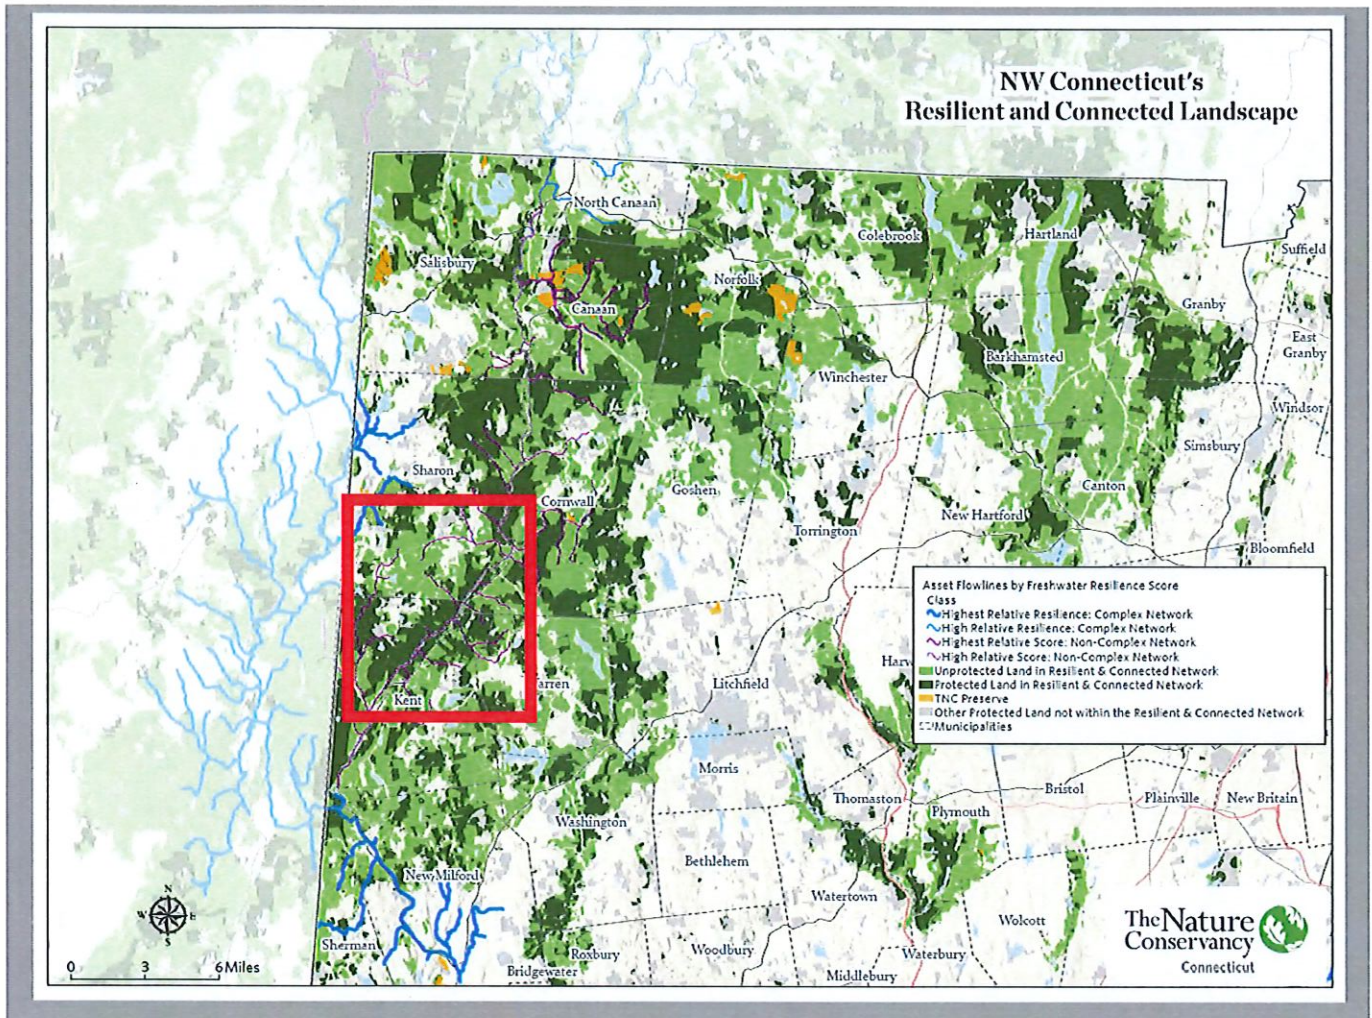 NW Connecticut's
Resilient and Connected Landscape
North Canaan
Colebrook
Hartland
Suffield
Salisbury
Norfolk
Granby
Canaan
East
Granby
Barkhamsted
Winchester
Windsor
Simsbury
Sharon
Goshen
Canton
Cornwall
New Hartford
Torrington
Bloomfield
Asset Flowlines by Freshwater Resilience Score
Class
Highest Relative Resilience: Complex Network
High Relative Resilience: Complex Network
Highest Relative Score: Non-Complex Network
High Relative Score: Non-Complex Network
Unprotected Land in Resilient & Connected Network
Protected Land in Resilient & Connected Network
TNC Preserve
Other Protected Land not within the Resilient & Connected Network
Municipalities
Harw
arren
Litchfield
Kent
Morris
Thomaston
Bristol
Plainville
New Britain
Plymouth
Washington
Bethlehem
New Milford
Watertown
N
W E
S
Wolcott
The Nature
Conservancy
Connecticut
Sherman
Roxbury
Woodbury
Waterbury
0 3 6 Miles
Bridgewater
Middlebury